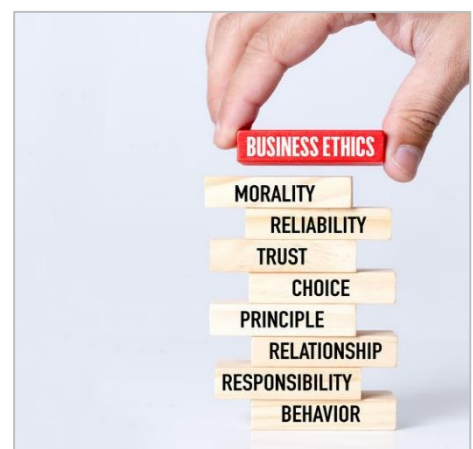 BUSINESS ETHICS
MORALITY
RELIABILITY
TRUST
CHOICE
PRINCIPLE
RELATIONSHIP
RESPONSIBILITY
BEHAVIOR